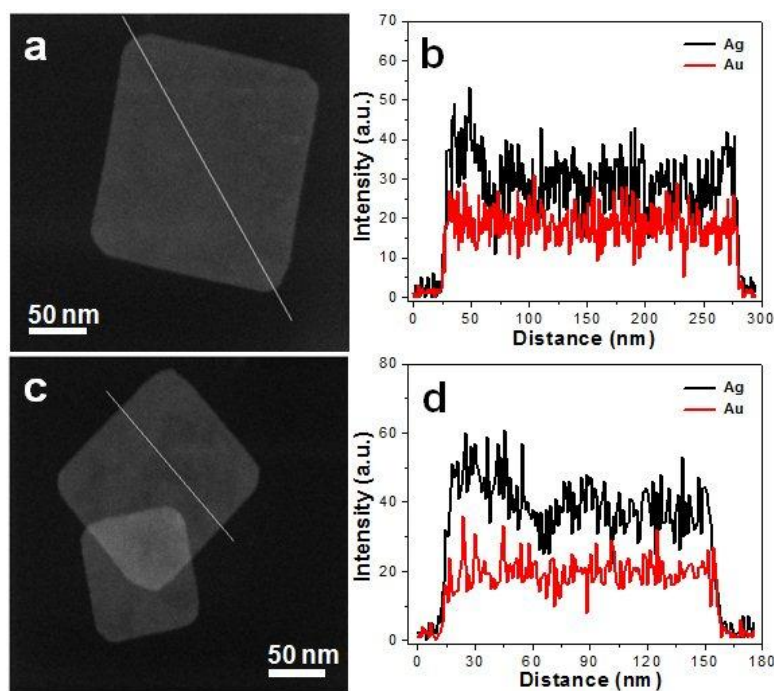 a
50 nm
b
Ag
Au
Intensity (a.u.)
70
60
50
40
30
20
10
0
0 50 100 150 200 250 300
Distance (nm)
c
50 nm
d
Ag
Au
Intensity (a.u.)
80
60
40
20
0
0 30 60 90 120 150 180
Distance (nm)